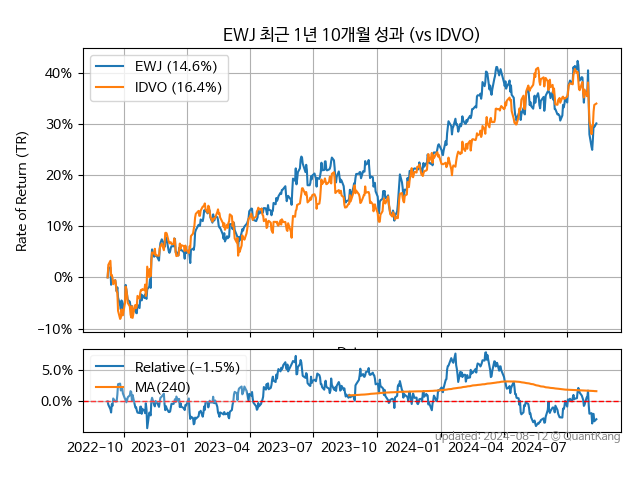 EWJ 최근 1년 10개월 성과 (vs IDVO)
EWJ (14.6%)
IDVO (16.4%)
Rate of Return (TR)
40%
30%
20%
10%
0%
−10%
Relative (−1.5%)
MA(240)
5.0%
0.0%
2022−10 2023−01 2023−04 2023−07 2023−10 2024−01 2024−04 2024−07
Updated: 2024−08−12 © QuantKang